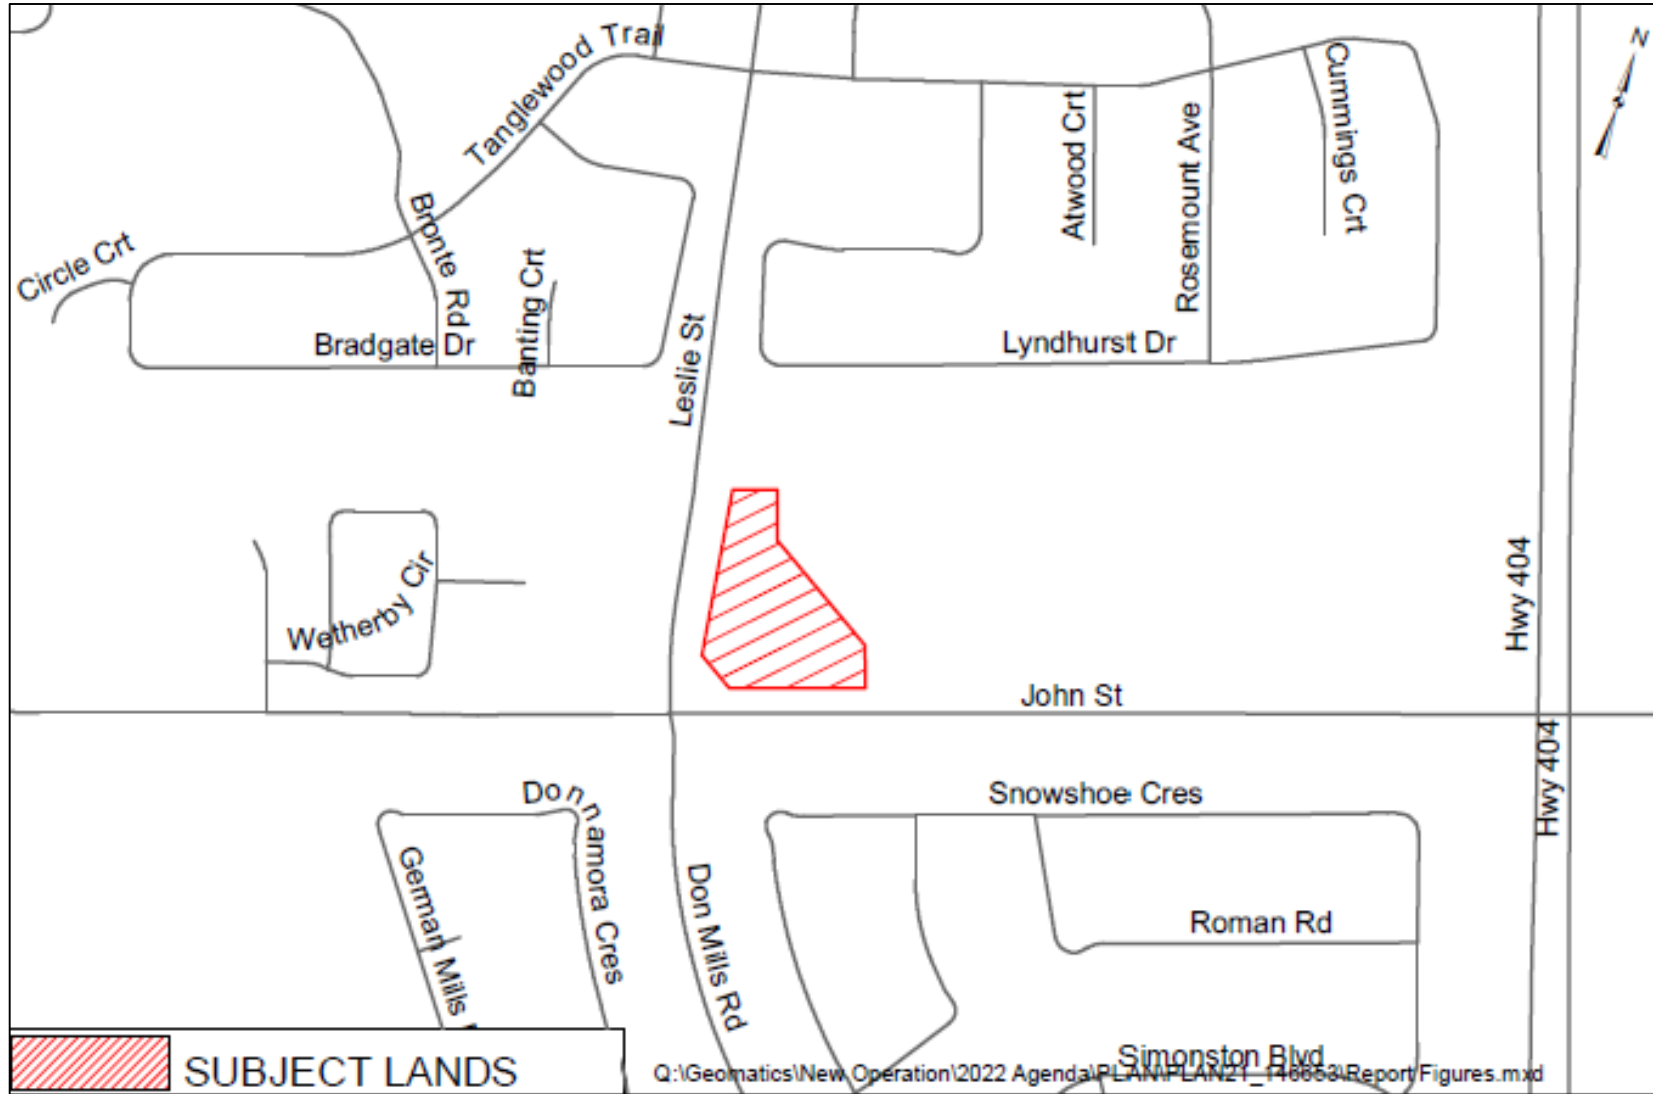 Tanglewood Trail
N
Cummings Crt
Atwood Crt
Rosemount Ave
Circle Crt
Bronte Rd
Banting Crt
Bradgate Dr
Leslie St
Lyndhurst Dr
Hwy 404
Wetherby Cir
John St
Hwy 404
Donnamora Cres
Snowshoe Cres
German Mills
Don Mills Rd
Roman Rd
Simonston Blvd
SUBJECT LANDS
Q:\Geomatics\New Operation\2022 Agenda\PLAN\PLAN21_146653\Report Figures.mxd